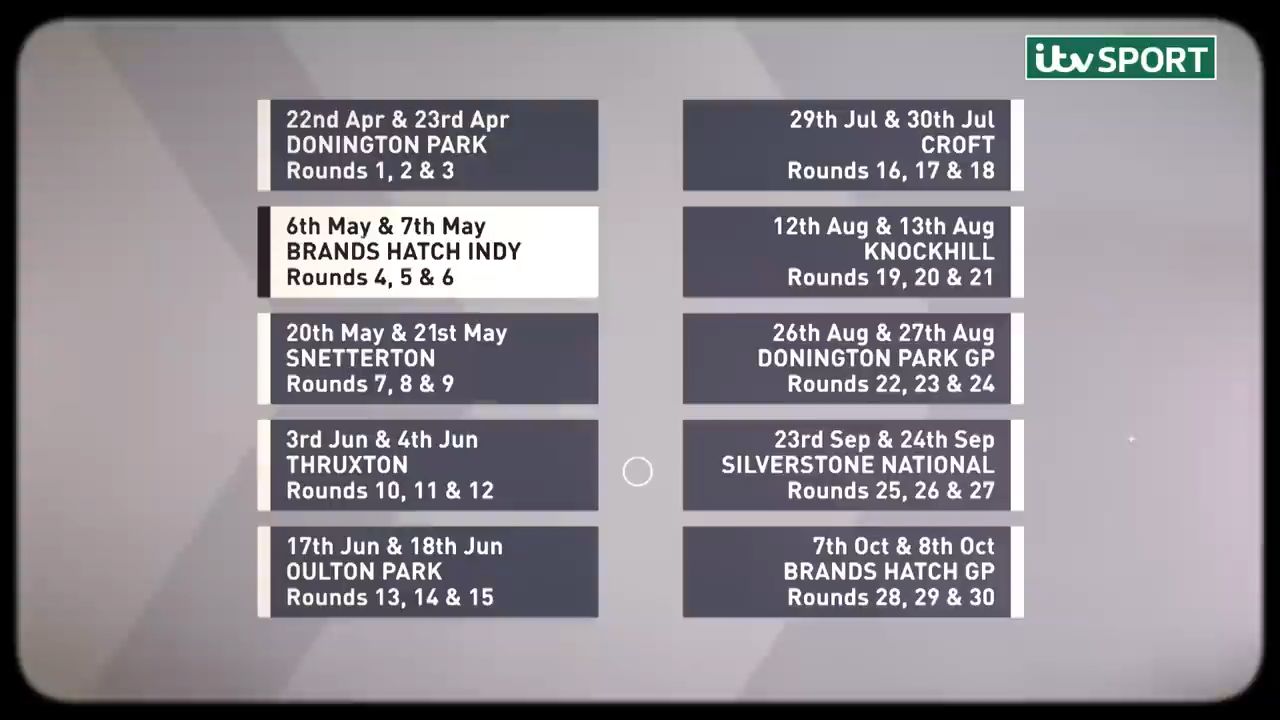 itv SPORT
22nd Apr & 23rd Apr
DONINGTON PARK
Rounds 1, 2 & 3
6th May & 7th May
BRANDS HATCH INDY
Rounds 4, 5 & 6
20th May & 21st May
SNETTERTON
Rounds 7, 8 & 9
3rd Jun & 4th Jun
THRUXTON
Rounds 10, 11 & 12
17th Jun & 18th Jun
OULTON PARK
Rounds 13, 14 & 15
29th Jul & 30th Jul
CROFT
Rounds 16, 17 & 18
12th Aug & 13th Aug
KNOCKHILL
Rounds 19, 20 & 21
26th Aug & 27th Aug
DONINGTON PARK GP
Rounds 22, 23 & 24
23rd Sep & 24th Sep
SILVERSTONE NATIONAL
Rounds 25, 26 & 27
7th Oct & 8th Oct
BRANDS HATCH GP
Rounds 28, 29 & 30